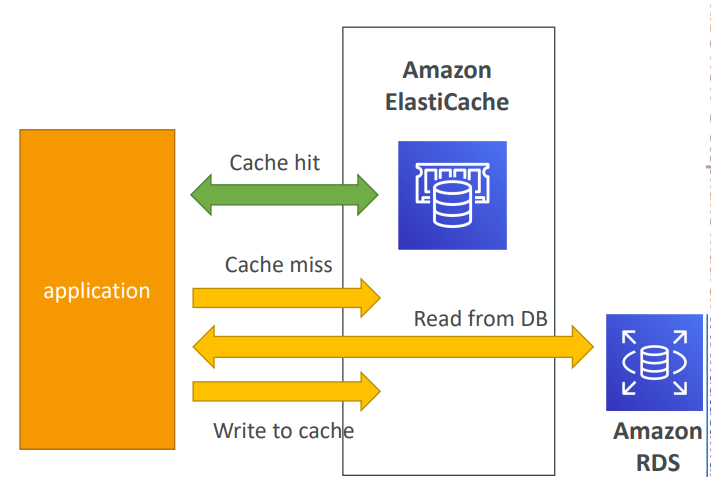 Amazon
ElastiCache
Cache hit
Cache miss
application
Read from DB
Write to cache
Amazon
RDS